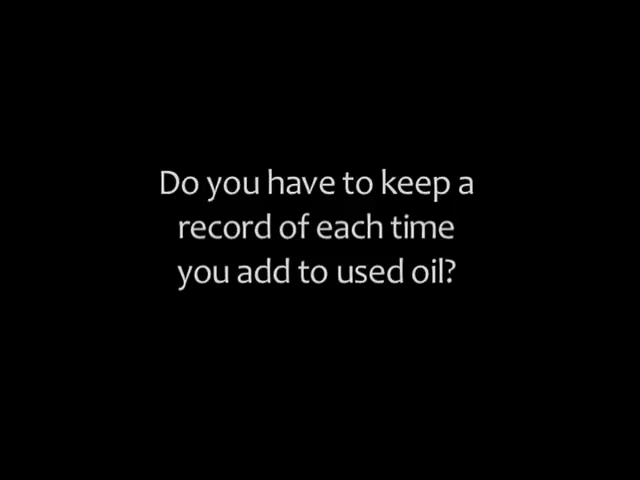 Do you have to keep a
record of each time
you add to used oil?